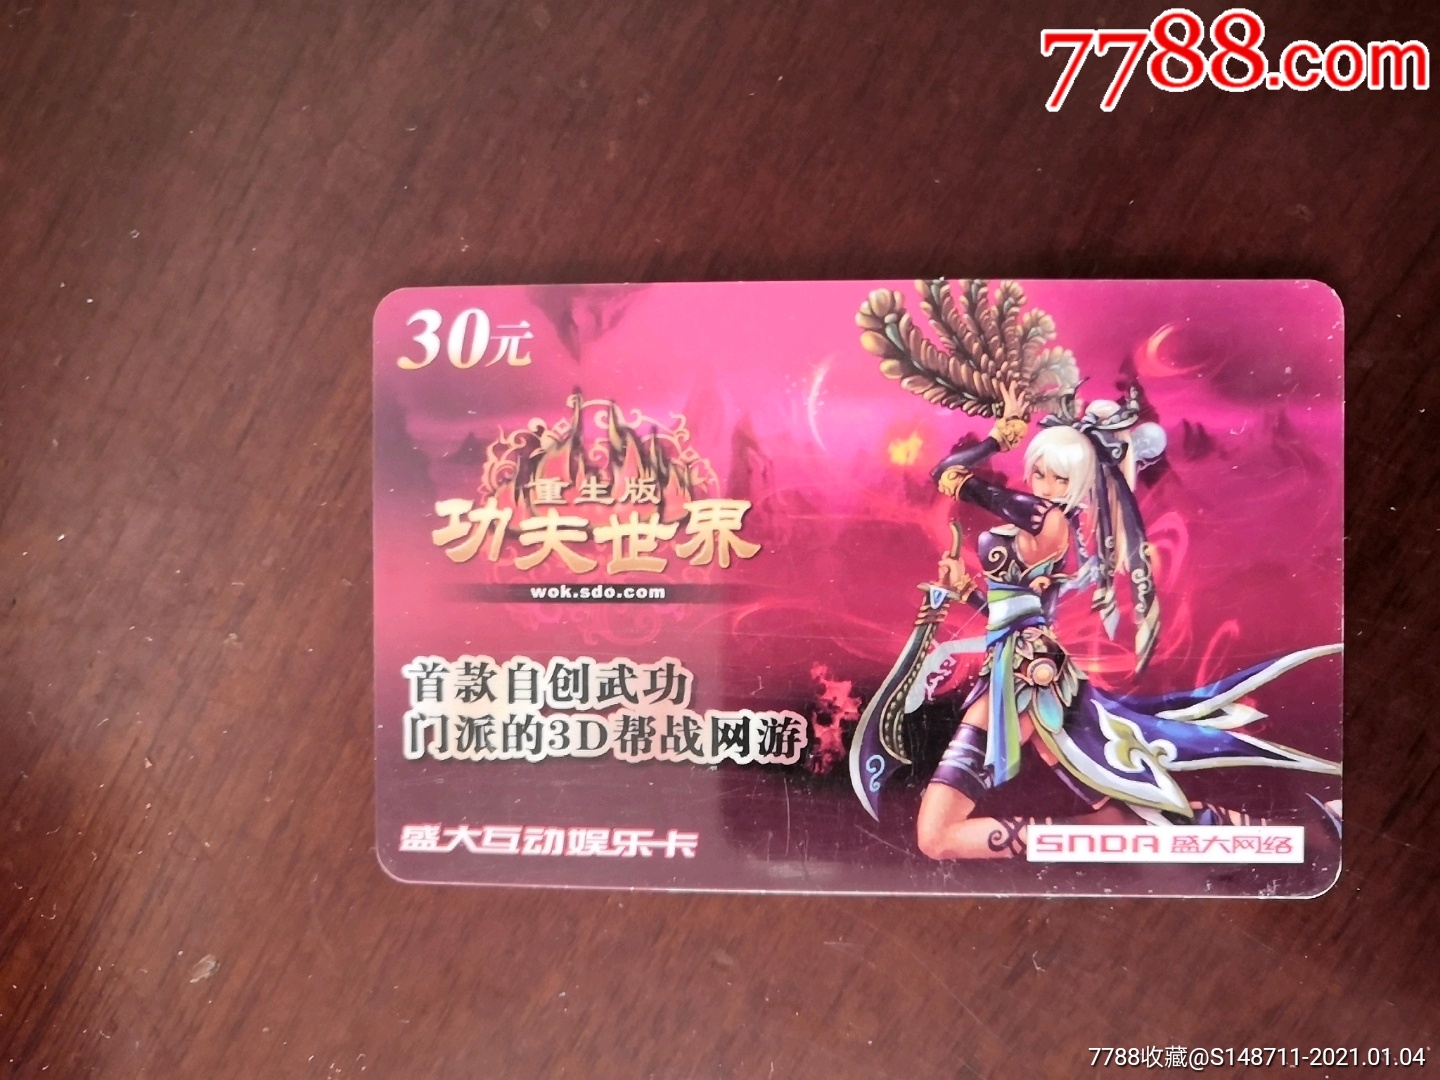 7788.com
30元
重生版
功夫世界
wok.sdo.com
首款自创武功
门派的3D帮战网游
盛大互动娱乐卡
SNDA 盛大网络
7788收藏@S148711-2021.01.04